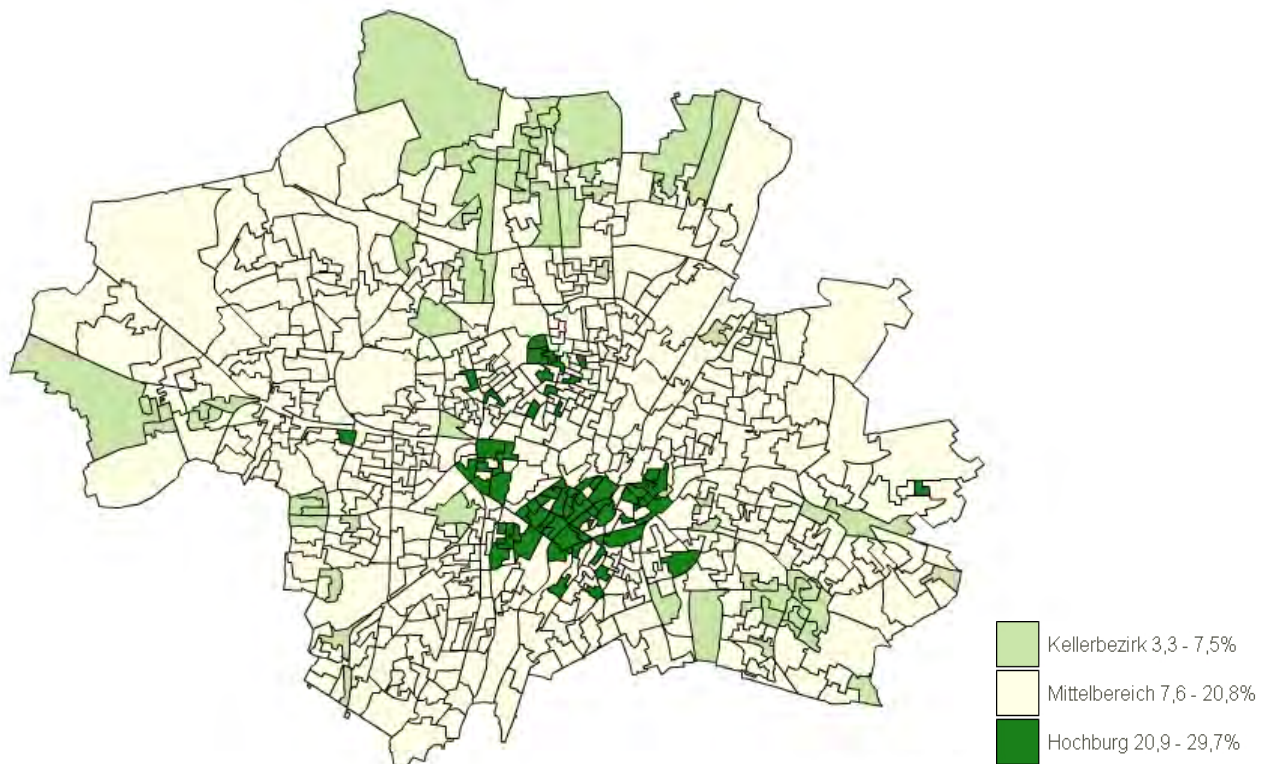 Kellerbezirk 3,3 - 7,5%
Mittelbereich 7,6 - 20,8%
Hochburg 20,9 - 29,7%